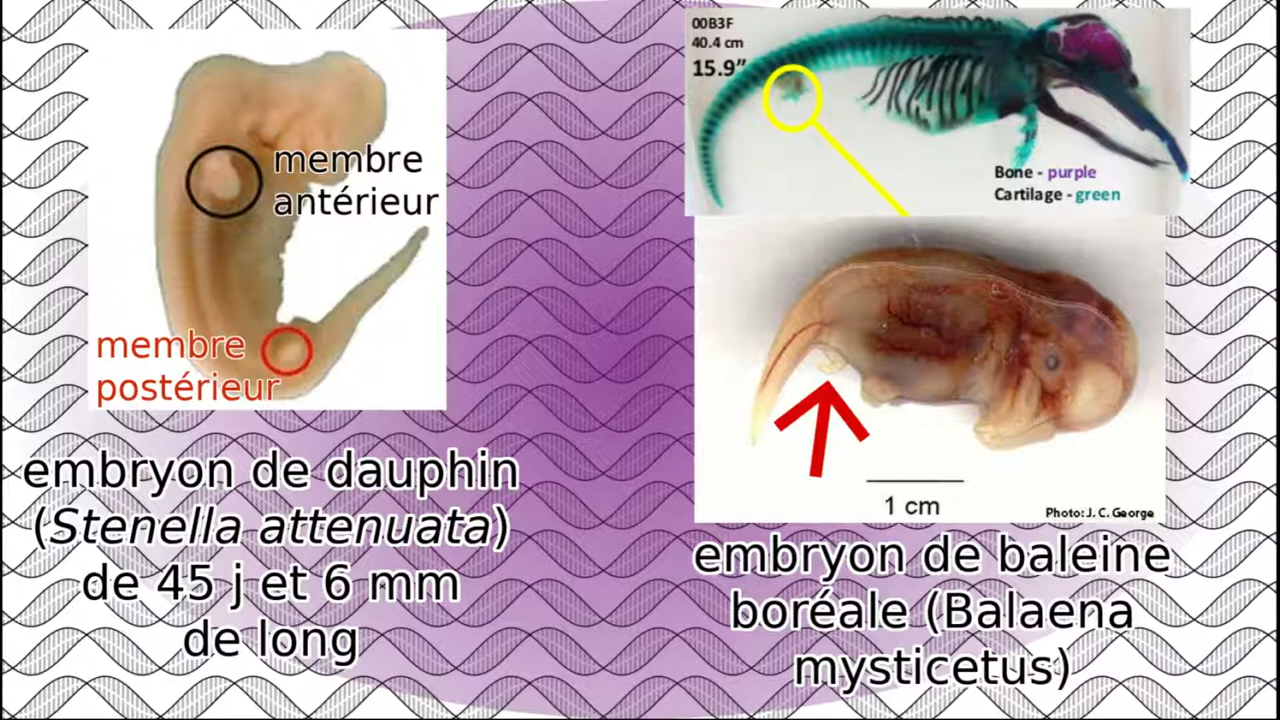 membre
antérieur
membre
postérieur
embryon de dauphin
(Stenella attenuata)
de 45 j et 6 mm
de long
00B3F
40.4 cm
15.9”
Bone - purple
Cartilage - green
1 cm
Photo: J. C. George
embryon de baleine
boréale (Balaena
mysticetus)